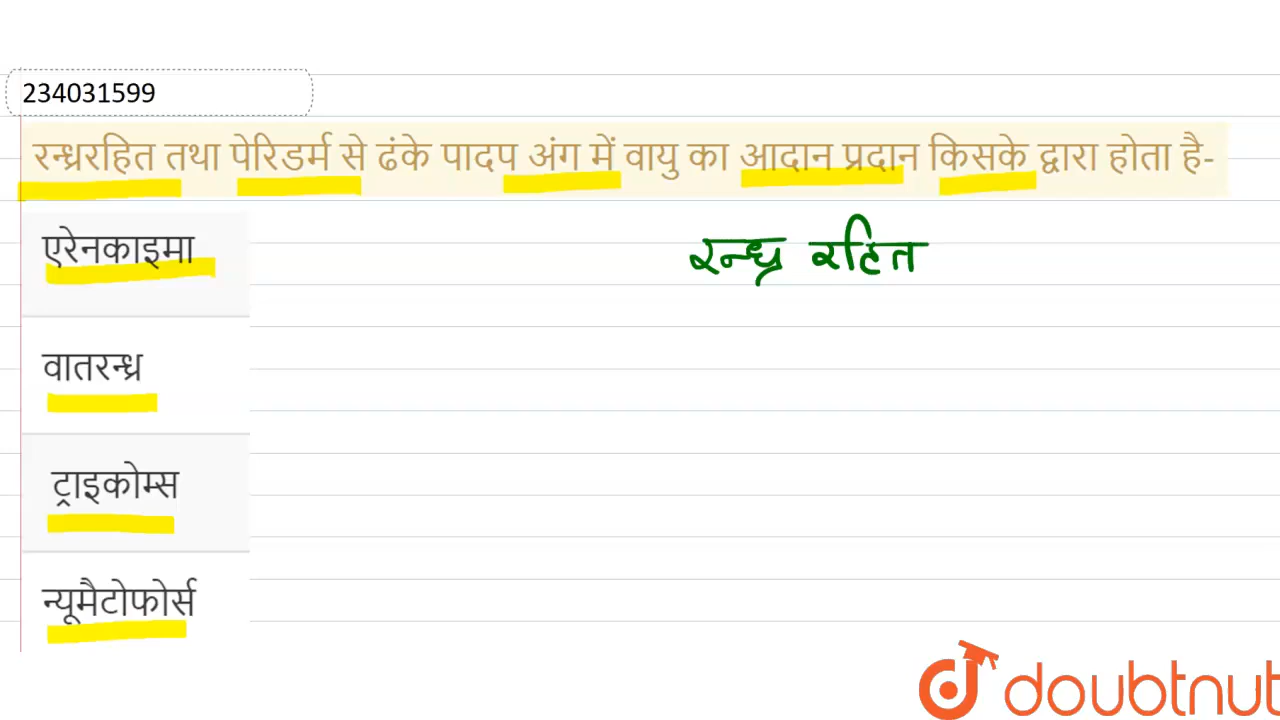 234031599
रन्ध्ररहित तथा पेरिडर्म से ढंके पादप अंग में वायु का आदान प्रदान किसके द्वारा होता है-
एरेनकाइमा
रन्ध्र रहित
वातरन्ध्र
ट्राइकोम्स
न्यूमैटोफोर्स
doubtnut